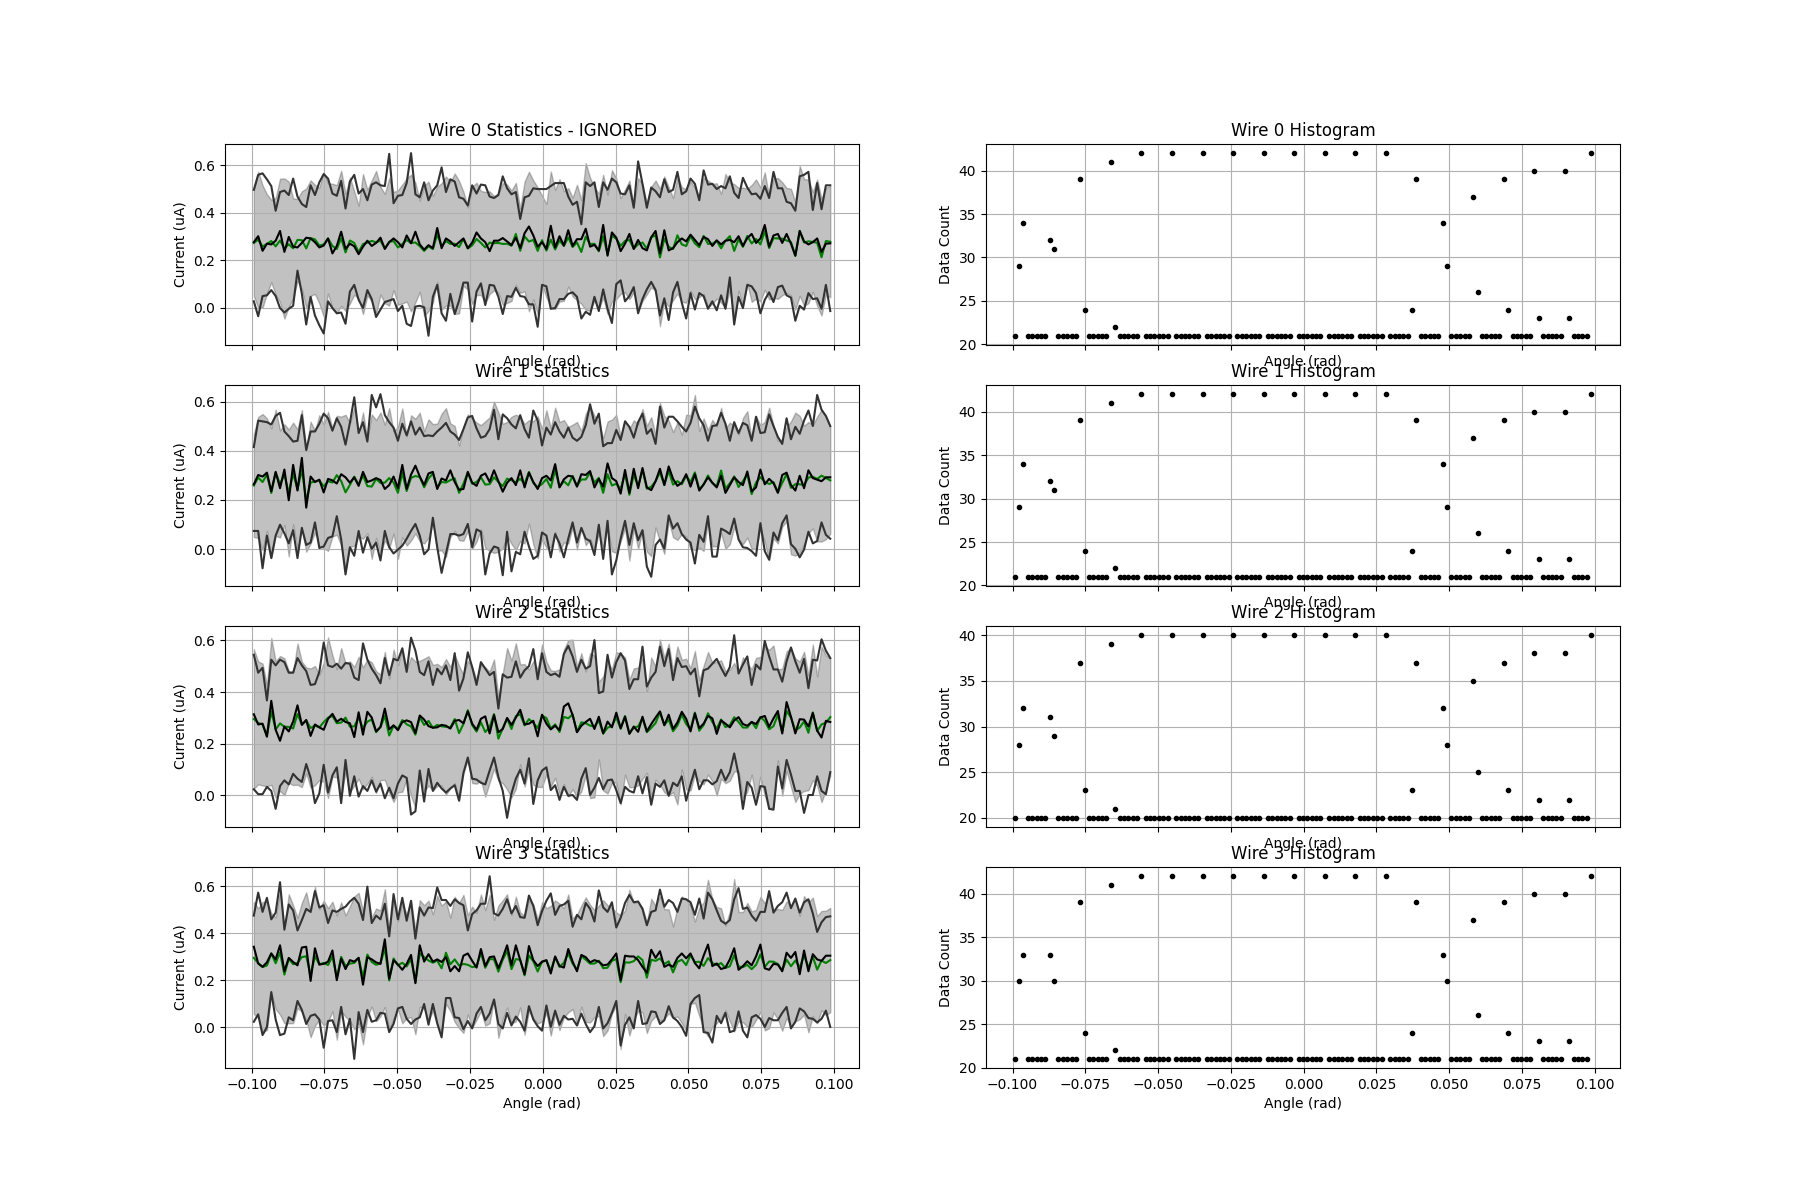 Wire 0 Statistics - IGNORED
Current (uA)
0.6
0.4
0.2
0.0
Angle (rad)
Wire 0 Histogram
Data Count
40
35
30
25
20
Angle (rad)
Wire 1 Statistics
Current (uA)
0.6
0.4
0.2
0.0
Angle (rad)
Wire 1 Histogram
Data Count
40
35
30
25
20
Angle (rad)
Wire 2 Statistics
Current (uA)
0.6
0.4
0.2
0.0
Angle (rad)
Wire 2 Histogram
Data Count
40
35
30
25
20
Angle (rad)
Wire 3 Statistics
Current (uA)
0.6
0.4
0.2
0.0
−0.100 −0.075 −0.050 −0.025 0.000 0.025 0.050 0.075 0.100
Angle (rad)
Wire 3 Histogram
Data Count
40
35
30
25
20
−0.100 −0.075 −0.050 −0.025 0.000 0.025 0.050 0.075 0.100
Angle (rad)